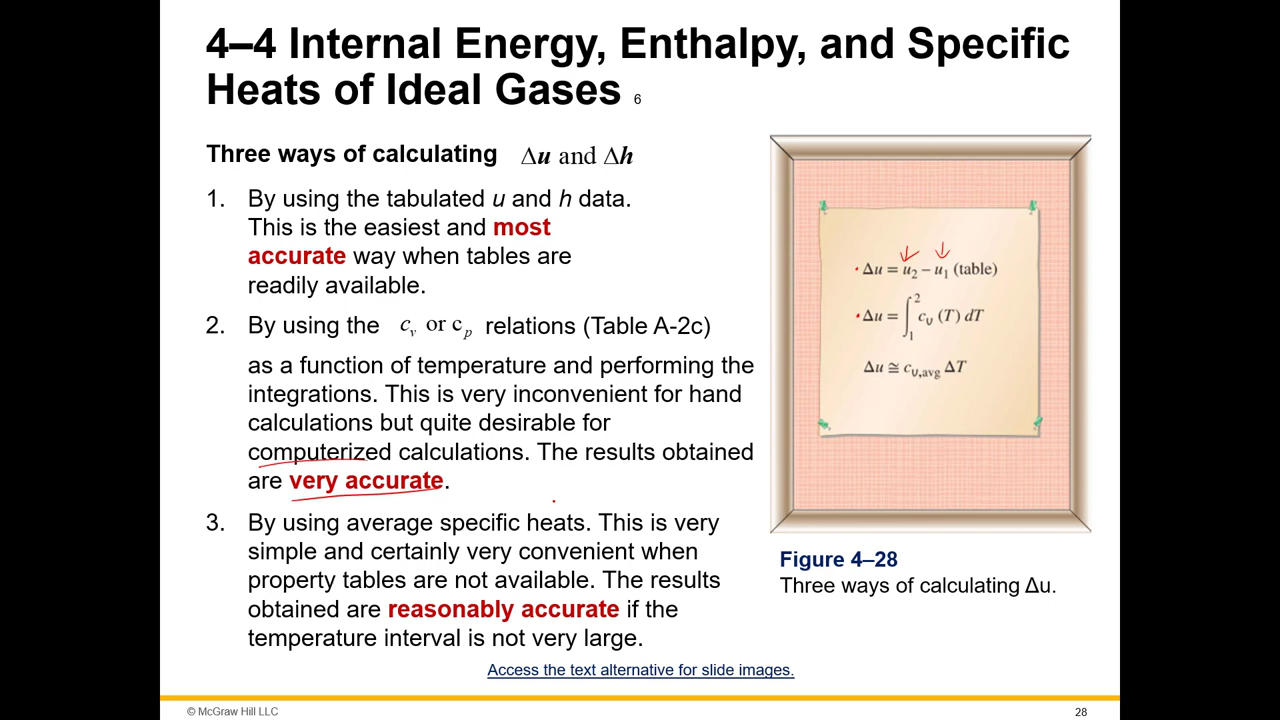 4–4 Internal Energy, Enthalpy, and Specific
Heats of Ideal Gases 6
Three ways of calculating Δu and Δh
1. By using the tabulated u and h data.
This is the easiest and most
accurate way when tables are
readily available.
2. By using the c_v or c_p relations (Table A-2c)
as a function of temperature and performing the
integrations. This is very inconvenient for hand
calculations but quite desirable for
computerized calculations. The results obtained
are very accurate.
3. By using average specific heats. This is very
simple and certainly very convenient when
property tables are not available. The results
obtained are reasonably accurate if the
temperature interval is not very large.
Δu = u₂ – u₁ (table)
Δu = ∫₁² c_υ (T) dT
Δu ≅ c_υ,avg ΔT
Figure 4–28
Three ways of calculating Δu.
Access the text alternative for slide images.
© McGraw Hill LLC
28